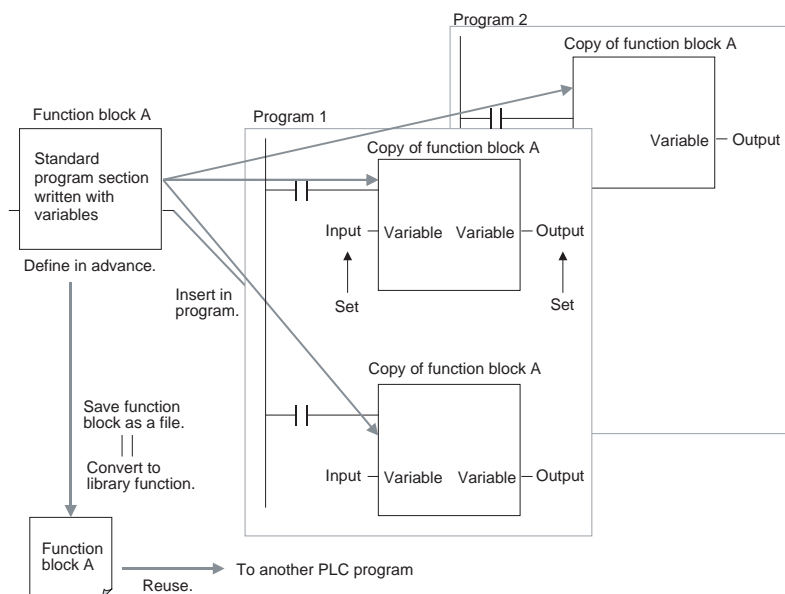 Program 2
Copy of function block A
Variable
Output
Function block A
Standard
program section
written with
variables
Define in advance.
Program 1
Copy of function block A
Input
Variable
Variable
Output
Set
Set
Insert in
program.
Copy of function block A
Input
Variable
Variable
Output
Save function
block as a file.
Convert to
library function.
Function
block A
Reuse.
To another PLC program